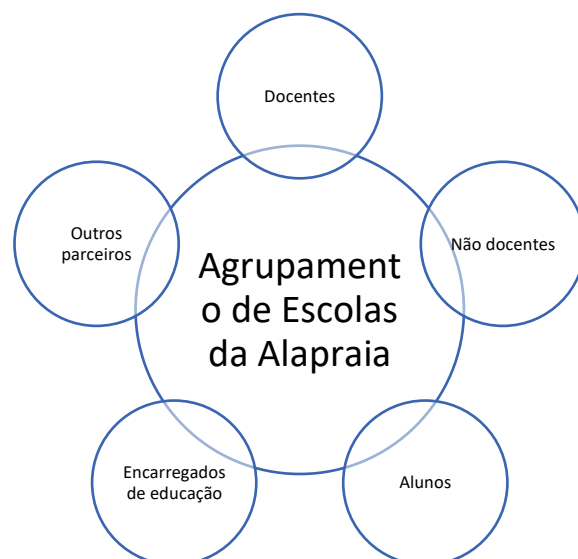 Docentes
Outros
parceiros
Não docentes
Agrupament
o de Escolas
da Alapraia
Encarregados
de educação
Alunos